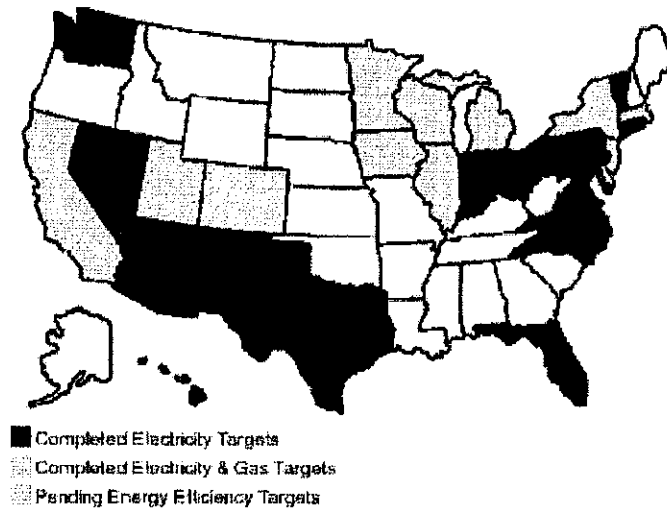 Completed Electricity Targets
Completed Electricity & Gas Targets
Pending Energy Efficiency Targets